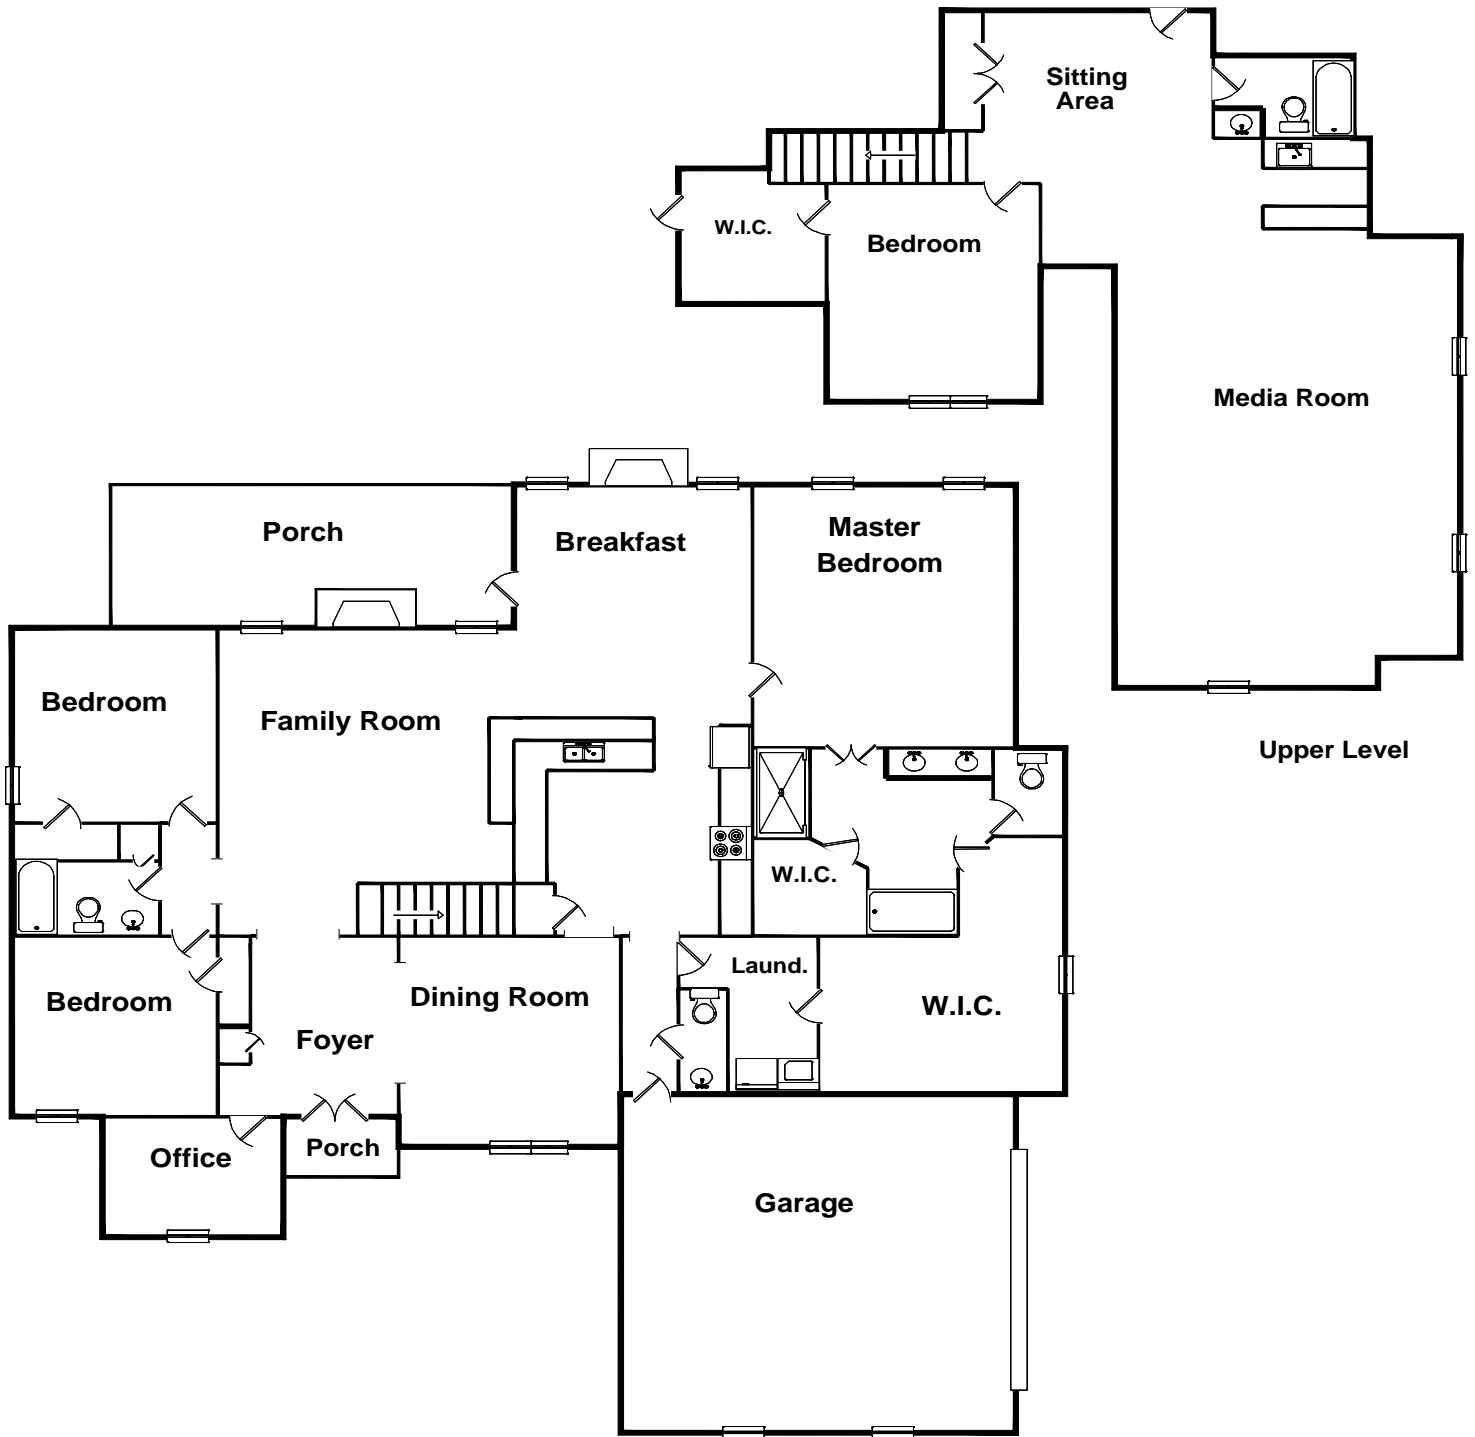 Sitting
Area
W.I.C.
Bedroom
Media Room
Upper Level
Porch
Breakfast
Master
Bedroom
Bedroom
Family Room
W.I.C.
Laund.
Bedroom
Dining Room
W.I.C.
Foyer
Porch
Office
Garage